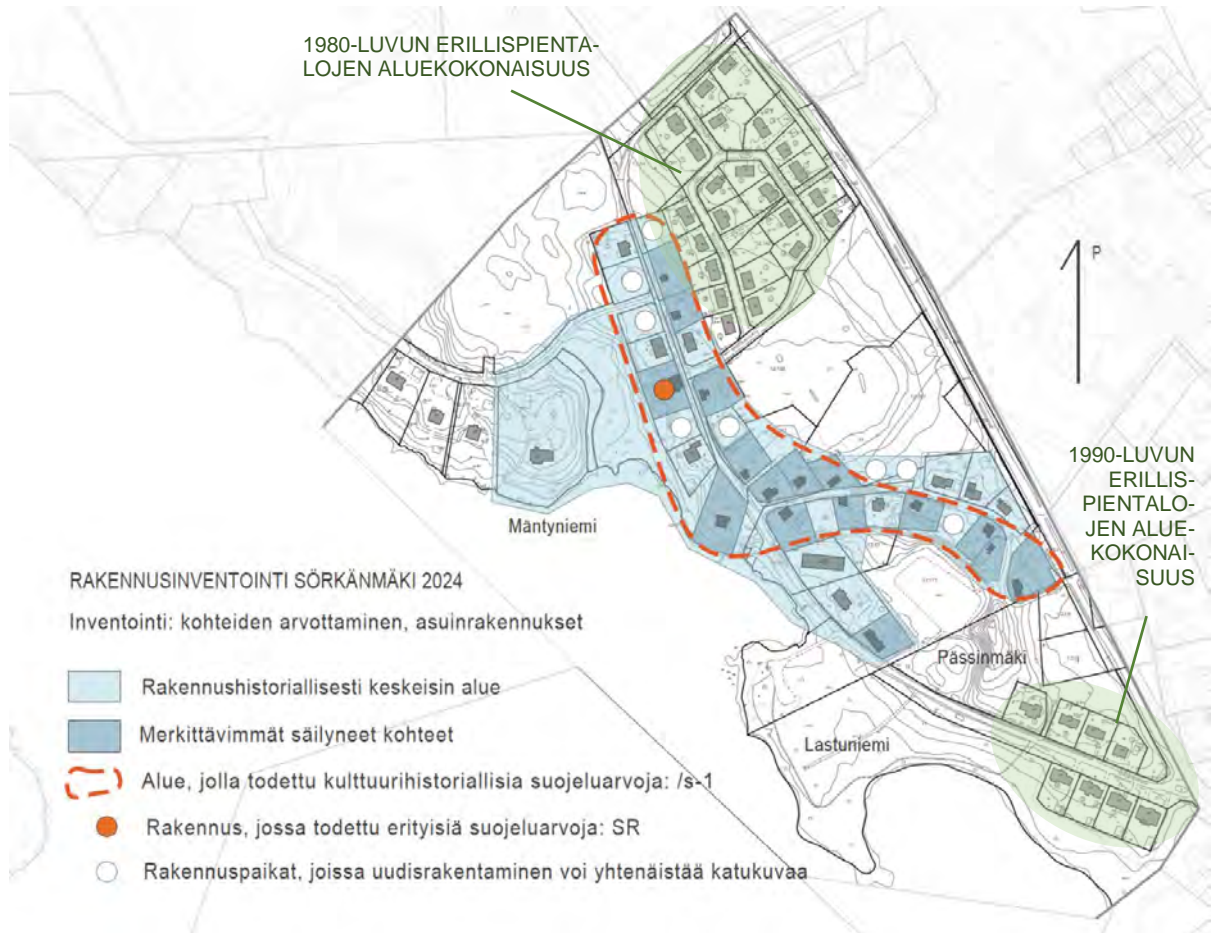 1980-LUVUN ERILLISPIENTA-
LOJEN ALUEKOKONAISUUS
P
1990-LUVUN
ERILLIS-
PIENTALO-
JEN ALUE-
KOKONAI-
SUUS
Mäntyniemi
Pässinmäki
Lastuniemi
RAKENNUSINVENTOINTI SÖRKÄNMÄKI 2024
Inventointi: kohteiden arvottaminen, asuinrakennukset
Rakennushistoriallisesti keskeisin alue
Merkittävimmät säilyneet kohteet
Alue, jolla todettu kulttuurihistoriallisia suojeluarvoja: /s-1
Rakennus, jossa todettu erityisiä suojeluarvoja: SR
Rakennuspaikat, joissa uudisrakentaminen voi yhtenäistää katukuvaa